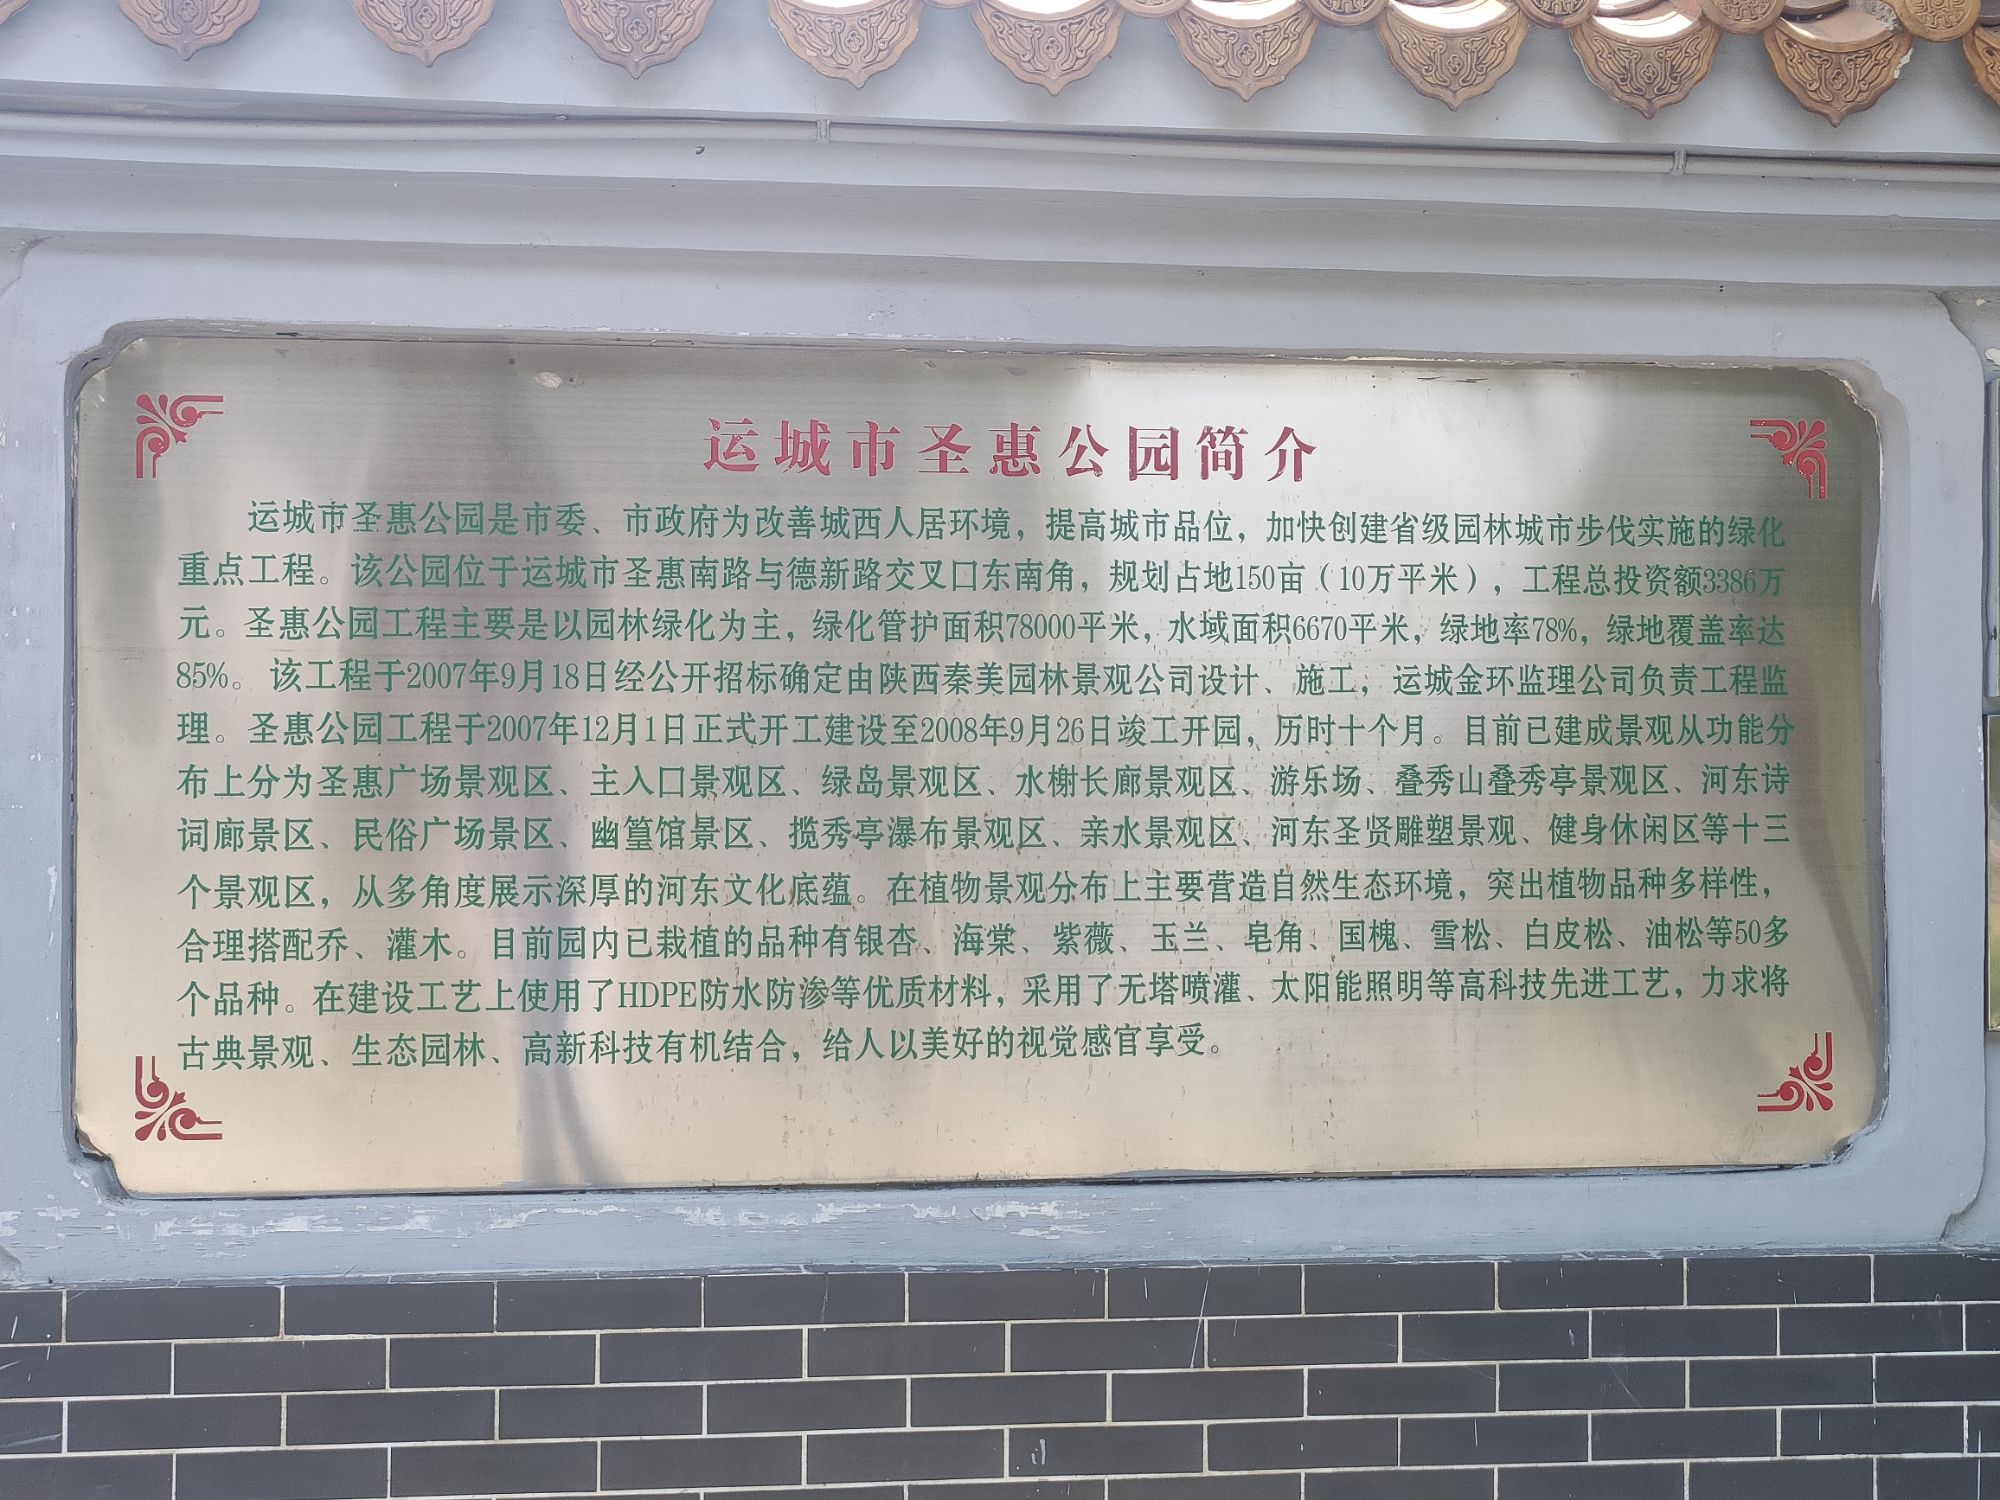 运城市圣惠公园简介
运城市圣惠公园是市委、市政府为改善城西人居环境，提高城市品位，加快创建省级园林城市步伐实施的绿化
重点工程。该公园位于运城市圣惠南路与德新路交叉口东南角，规划占地150亩（10万平米），工程总投资额3386万
元。圣惠公园工程主要是以园林绿化为主，绿化管护面积78000平米，水域面积6670平米，绿地率78%，绿地覆盖率达
85%。该工程于2007年9月18日经公开招标确定由陕西秦美园林景观公司设计、施工，运城金环监理公司负责工程监
理。圣惠公园工程于2007年12月1日正式开工建设至2008年9月26日竣工开园，历时十个月。目前已建成景观从功能分
布上分为圣惠广场景观区、主入口景观区、绿岛景观区、水榭长廊景观区、游乐场、叠秀山叠秀亭景观区、河东诗
词廊景区、民俗广场景区、幽篁馆景区、揽秀亭瀑布景观区、亲水景观区、河东圣贤雕塑景观、健身休闲区等十三
个景观区，从多角度展示深厚的河东文化底蕴。在植物景观分布上主要营造自然生态环境，突出植物品种多样性，
合理搭配乔、灌木。目前园内已栽植的品种有银杏、海棠、紫薇、玉兰、皂角、国槐、雪松、白皮松、油松等50多
个品种。在建设工艺上使用了HDPE防水防渗等优质材料，采用了无塔喷灌、太阳能照明等高科技先进工艺，力求将
古典景观、生态园林、高新科技有机结合，给人以美好的视觉感官享受。